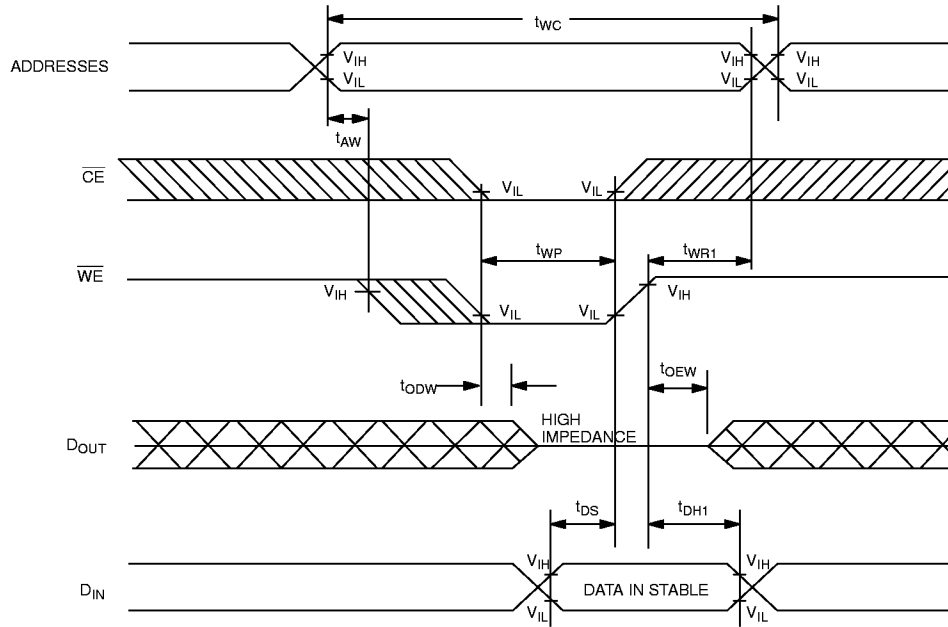 tWC
ADDRESSES
VIH VIH VIH
VIL VIL VIL
tAW
CE
VIL VIL
tWP tWR1
WE
VIH VIH
VIL VIL
tODW tOEW
HIGH
IMPEDANCE
DOUT
tDS tDH1
VIH VIH
DIN DATA IN STABLE
VIL VIL